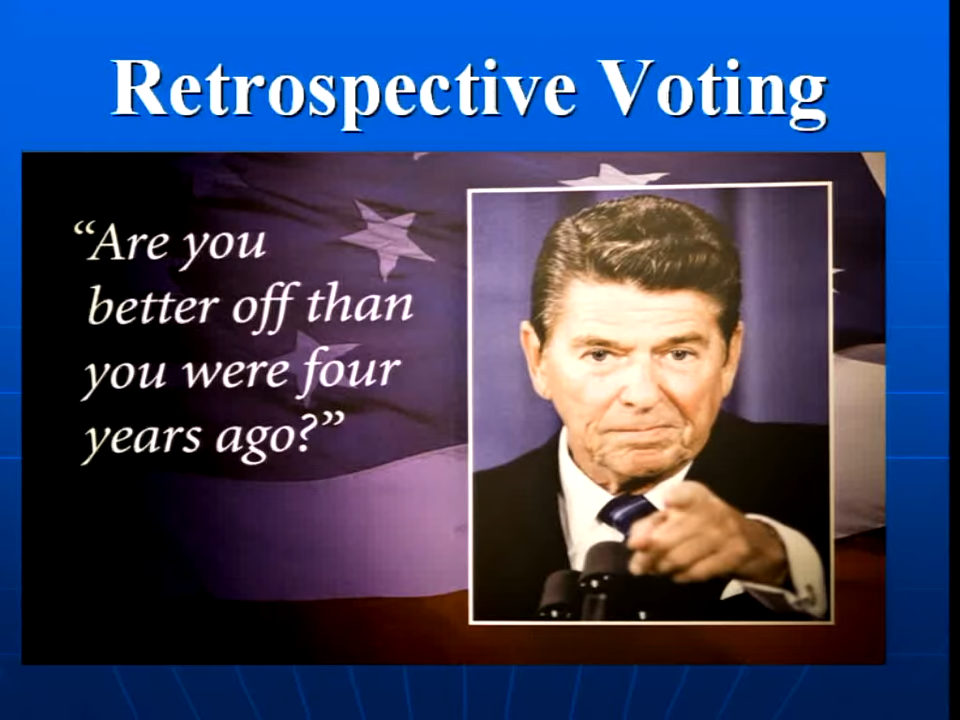 Retrospective Voting
“Are you
better off than
you were four
years ago?”